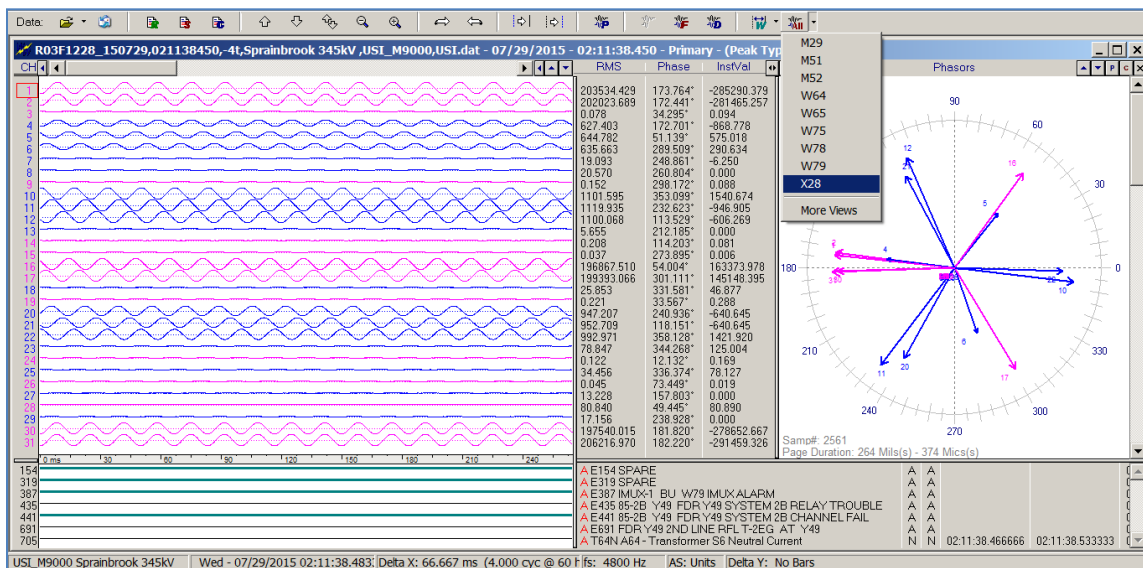 Data:
R03F1228_150729,021138450,-4t,Sprainbrook 345kV ,USI_M9000,USI.dat - 07/29/2015 - 02:11:38.450 - Primary - (Peak Typ
M29
M51
M52
W64
W65
W75
W78
W79
X28
More Views
CH RMS Phase InstVal Phasors
1 203534.429 173.764° -285290.379
2 202023.689 172.441° -281465.257
3 0.078 34.295° 0.094
4 627.403 172.701° -868.778
5 644.782 51.139° 575.018
6 635.663 289.509° 290.634
7 19.093 248.861° -6.250
8 20.570 260.804° 0.000
9 0.152 298.172° 0.088
10 1101.595 353.099° 1540.674
11 1119.935 232.623° -946.905
12 1100.068 113.529° -606.269
13 5.655 212.185° 0.000
14 0.208 114.203° 0.081
15 0.037 273.895° 0.006
16 196867.510 54.004° 163373.978
17 199393.066 301.111° 145148.395
18 25.853 331.581° 46.877
19 0.221 33.567° 0.288
20 947.207 240.936° -640.645
21 952.709 118.151° -640.645
22 992.971 358.128° 1421.920
23 78.847 344.268° 125.004
24 0.122 12.132° 0.169
25 34.456 336.374° 78.127
26 0.045 73.449° 0.019
27 13.228 157.803° 0.000
28 80.840 49.445° 80.890
29 17.156 238.928° 0.000
30 197540.015 181.820° -278652.667
31 206216.970 182.220° -291459.326
90
60
30
0
330
300
270
240
210
180
12
16
5
4
10
6
17
11
20
Samp#: 2561
Page Duration: 264 Mils(s) - 374 Mics(s)
0 ms 30 60 90 120 150 180 210 240
154 A E154 SPARE A A
319 A E319 SPARE A A
387 A E387 IMUX-1 BU W79 IMUX ALARM A A
435 A E435 85-2B Y49 FDR Y49 SYSTEM 2B RELAY TROUBLE A A
441 A E441 85-2B Y49 FDR Y49 SYSTEM 2B CHANNEL FAIL A A
691 A E691 FDR Y49 2ND LINE RFL T-2EG AT Y49 A A
705 A T64N A64 - Transformer S6 Neutral Current N N 02:11:38.466666 02:11:38.533333
USI_M9000 Sprainbrook 345kV Wed - 07/29/2015 02:11:38.483 Delta X: 66.667 ms (4.000 cyc @ 60 H fs: 4800 Hz AS: Units Delta Y: No Bars